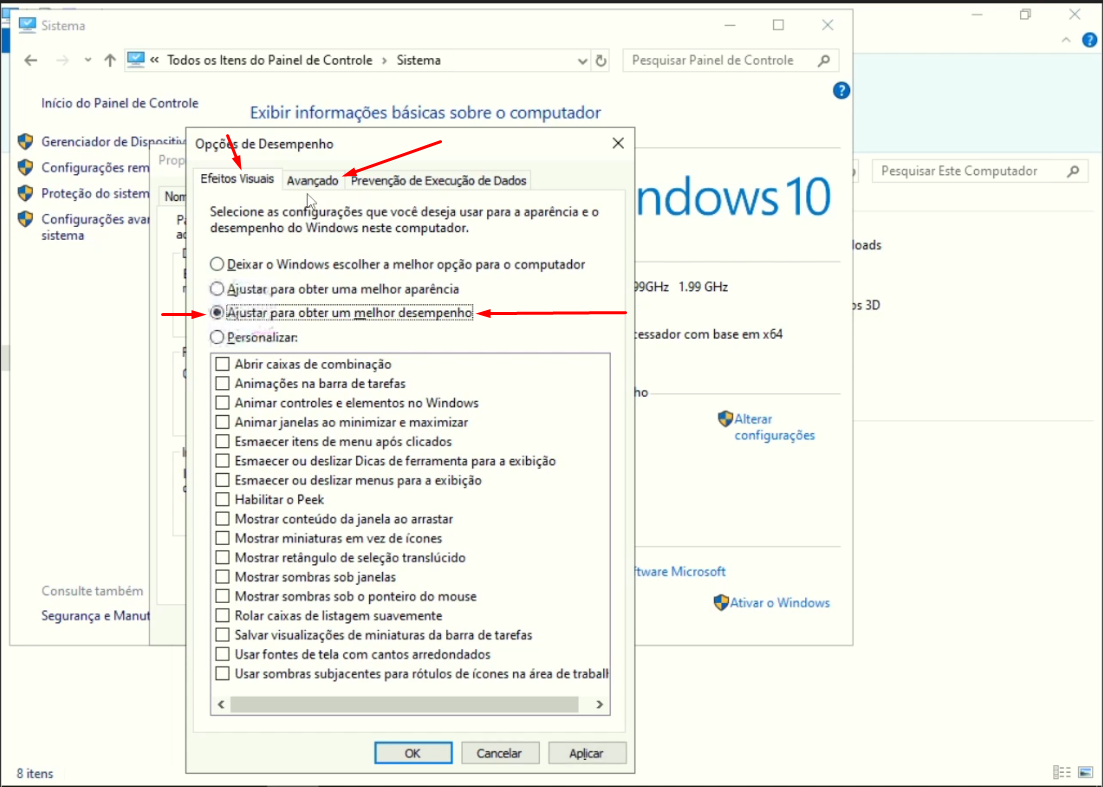 Sistema
« Todos os Itens do Painel de Controle > Sistema
Pesquisar Painel de Controle
Início do Painel de Controle
Exibir informações básicas sobre o computador
Gerenciador de Dispositiv
Configurações rem
Proteção do sistem
Configurações avan
sistema
Prop
Nom
Opções de Desempenho
Efeitos Visuais
Avançado
Prevenção de Execução de Dados
Selecione as configurações que você deseja usar para a aparência e o
desempenho do Windows neste computador.
Deixar o Windows escolher a melhor opção para o computador
Ajustar para obter uma melhor aparência
Ajustar para obter um melhor desempenho
Personalizar:
Abrir caixas de combinação
Animações na barra de tarefas
Animar controles e elementos no Windows
Animar janelas ao minimizar e maximizar
Esmaecer itens de menu após clicados
Esmaecer ou deslizar Dicas de ferramenta para a exibição
Esmaecer ou deslizar menus para a exibição
Habilitar o Peek
Mostrar conteúdo da janela ao arrastar
Mostrar miniaturas em vez de ícones
Mostrar retângulo de seleção translúcido
Mostrar sombras sob janelas
Mostrar sombras sob o ponteiro do mouse
Rolar caixas de listagem suavemente
Salvar visualizações de miniaturas da barra de tarefas
Usar fontes de tela com cantos arredondados
Usar sombras subjacentes para rótulos de ícones na área de trabalh
OK
Cancelar
Aplicar
ndows 10
99GHz 1.99 GHz
cessador com base em x64
ho
Alterar
configurações
ftware Microsoft
Ativar o Windows
Pesquisar Este Computador
loads
os 3D
Consulte também
Segurança e Manut
8 itens